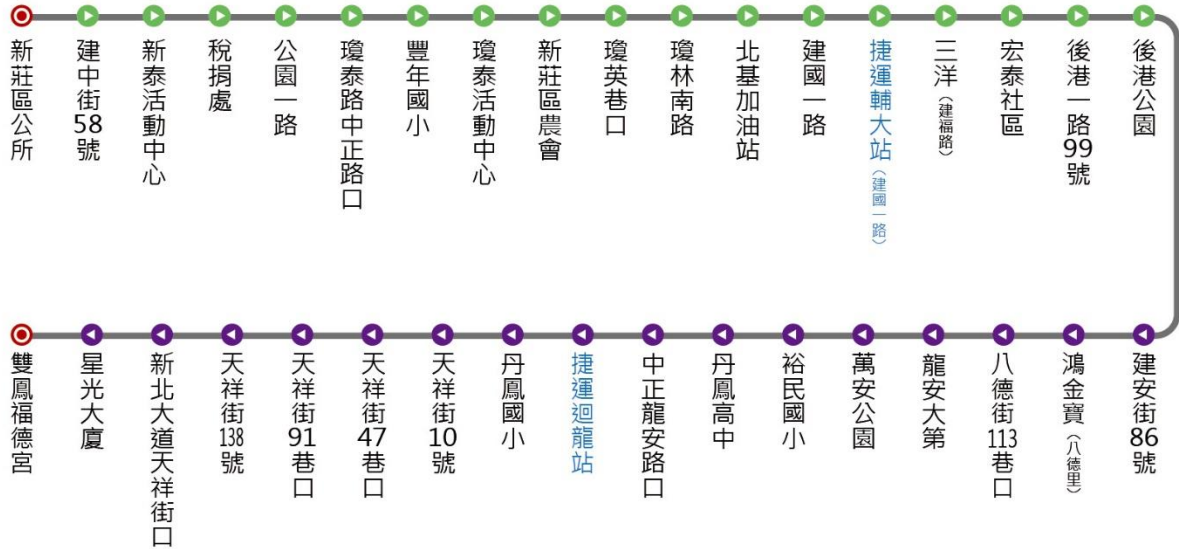 新莊區公所
建中街58號
新泰活動中心
稅捐處
公園一路
瓊泰路中正路口
豐年國小
瓊泰活動中心
新莊區農會
瓊英巷口
瓊林南路
北基加油站
建國一路
捷運輔大站（建國一路）
三洋（建福路）
宏泰社區
後港一路99號
後港公園
建安街86號
鴻金寶（八德里）
八德街113巷口
龍安大第
萬安公園
裕民國小
丹鳳高中
中正龍安路口
捷運迴龍站
丹鳳國小
天祥街10號
天祥街47巷口
天祥街91巷口
天祥街138號
新北大道天祥街口
星光大廈
雙鳳福德宮